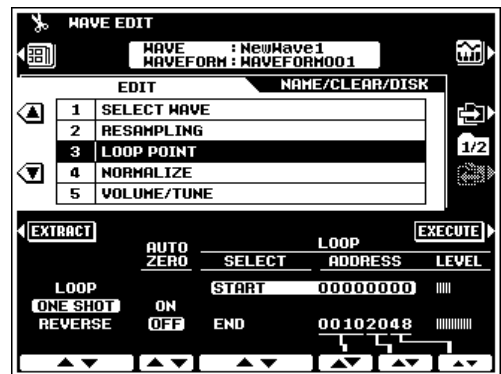 WAVE EDIT
WAVE :NewWave1
WAVEFORM :WAVEFORM001
EDIT NAME/CLEAR/DISK
1 SELECT WAVE
2 RESAMPLING
3 LOOP POINT
4 NORMALIZE
5 VOLUME/TUNE
1/2
EXTRACT EXECUTE
AUTO ZERO LOOP
SELECT ADDRESS LEVEL
LOOP START 00000000
ONE SHOT ON
REVERSE OFF END 00102048